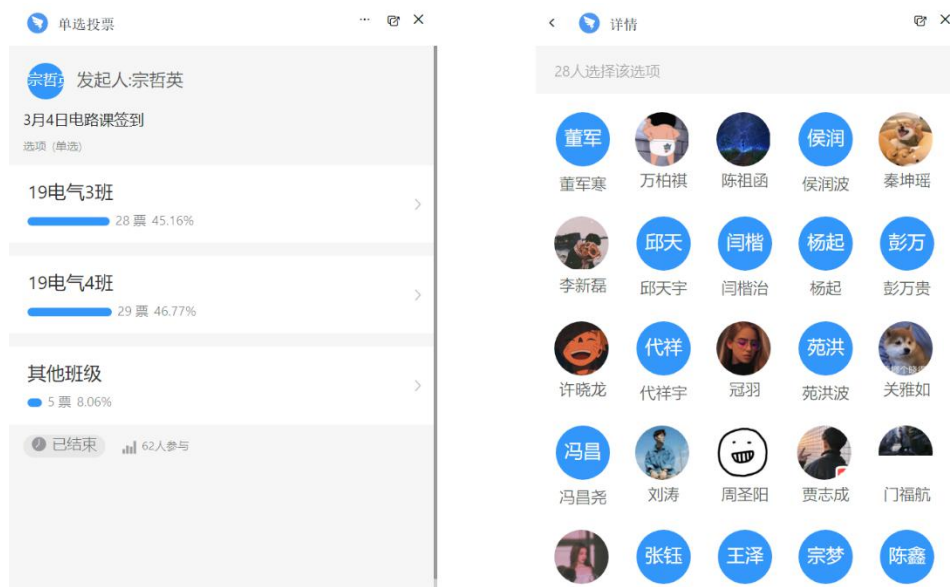 单选投票
宗哲英
发起人:宗哲英
3月4日电路课签到
选项 (单选)
19电气3班
28 票 45.16%
19电气4班
29 票 46.77%
其他班级
5 票 8.06%
已结束
62人参与
详情
28人选择该选项
董军 侯润
董军寒 万柏祺 陈祖函 侯润波 秦坤瑶
邱天 闫楷 杨起 彭万
李新磊 邱天宇 闫楷治 杨起 彭万贵
代祥 苑洪
许晓龙 代祥宇 冠羽 苑洪波 关雅如
冯昌
冯昌尧 刘涛 周圣阳 贾志成 门福航
张钰 王泽 宗梦 陈鑫